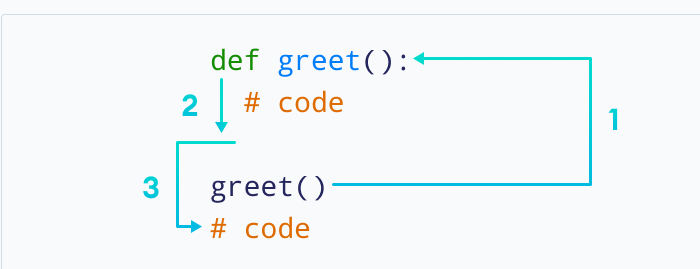 def greet():
2 # code 1
3 greet()
# code